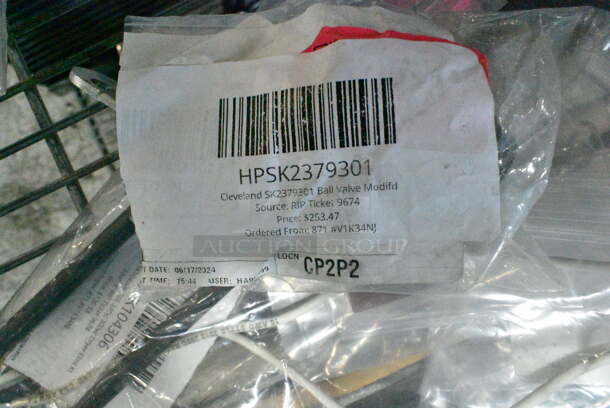 HPSK2379301
Cleveland SK2379301 Ball Valve Modifd
Source: RIP Ticket 9674
Price: $253.47
Ordered From: 871 #V1K34NJ
AUCTION GROUP
LOCN
CP2P2
T DATE: 06/17/2024
T TIME: 15:44 USER:
104306